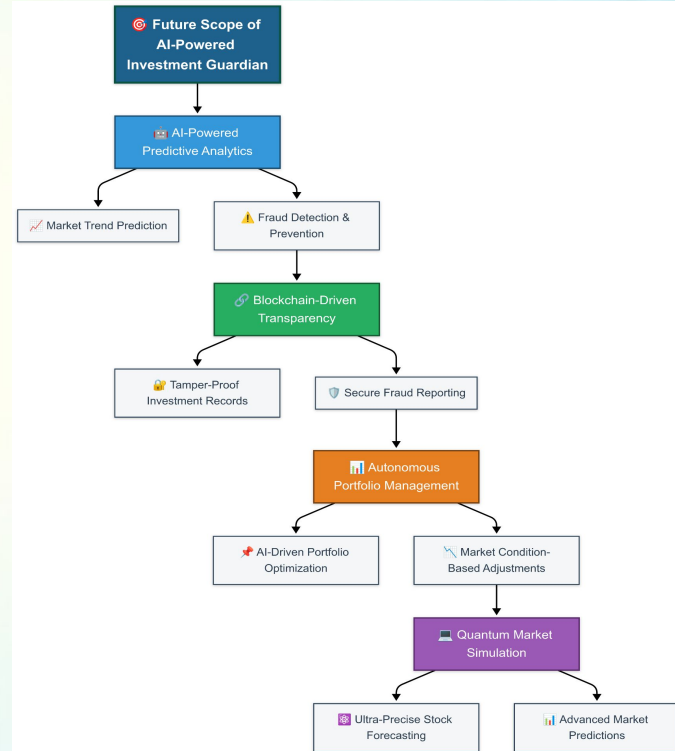 🎯 Future Scope of
AI-Powered
Investment Guardian
🤖 AI-Powered
Predictive Analytics
📈 Market Trend Prediction
⚠️ Fraud Detection &
Prevention
🔗 Blockchain-Driven
Transparency
🔐 Tamper-Proof
Investment Records
🛡️ Secure Fraud Reporting
📊 Autonomous
Portfolio Management
📌 AI-Driven Portfolio
Optimization
📉 Market Condition-
Based Adjustments
💻 Quantum Market
Simulation
⚛️ Ultra-Precise Stock
Forecasting
📊 Advanced Market
Predictions